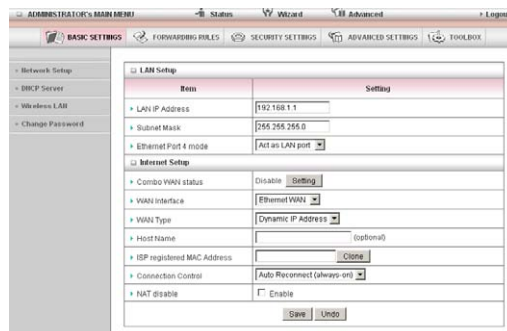 ADMINISTRATOR's MAIN MENU Status Wizard Advanced Logou
BASIC SETTINGS FORWARDING RULES SECURITY SETTINGS ADVANCED SETTINGS TOOLBOX
Network Setup
DHCP Server
Wireless LAN
Change Password
LAN Setup
Item Setting
LAN IP Address 192.168.1.1
Subnet Mask 255.255.255.0
Ethernet Port 4 mode Act as LAN port
Internet Setup
Combo WAN status Disable Setting
WAN Interface Ethernet WAN
WAN Type Dynamic IP Address
Host Name (optional)
ISP registered MAC Address Clone
Connection Control Auto Reconnect (always-on)
NAT disable Enable
Save Undo